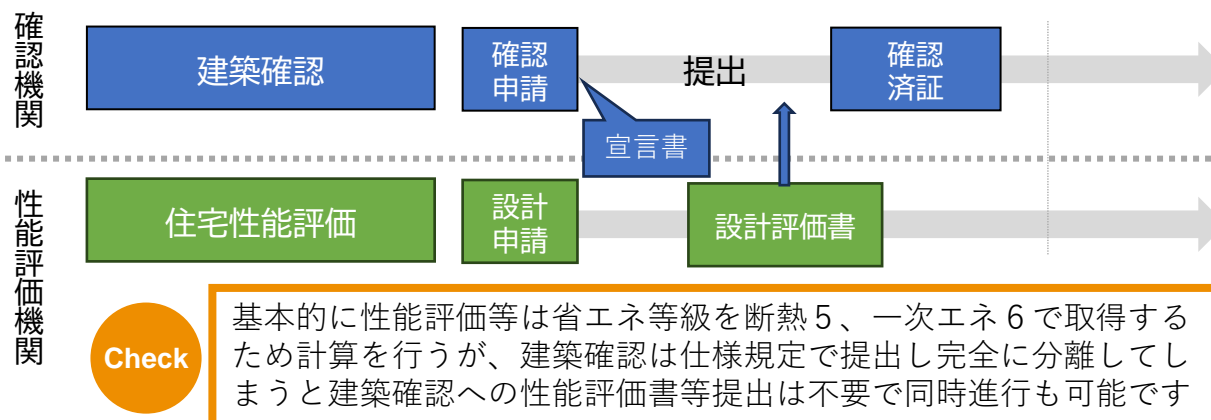 確認機関
建築確認
確認
申請
提出
確認
済証
宣言書
性能評価機関
住宅性能評価
設計
申請
設計評価書
Check
基本的に性能評価等は省エネ等級を断熱５、一次エネ６で取得する
ため計算を行うが、建築確認は仕様規定で提出し完全に分離してし
まうと建築確認への性能評価書等提出は不要で同時進行も可能です